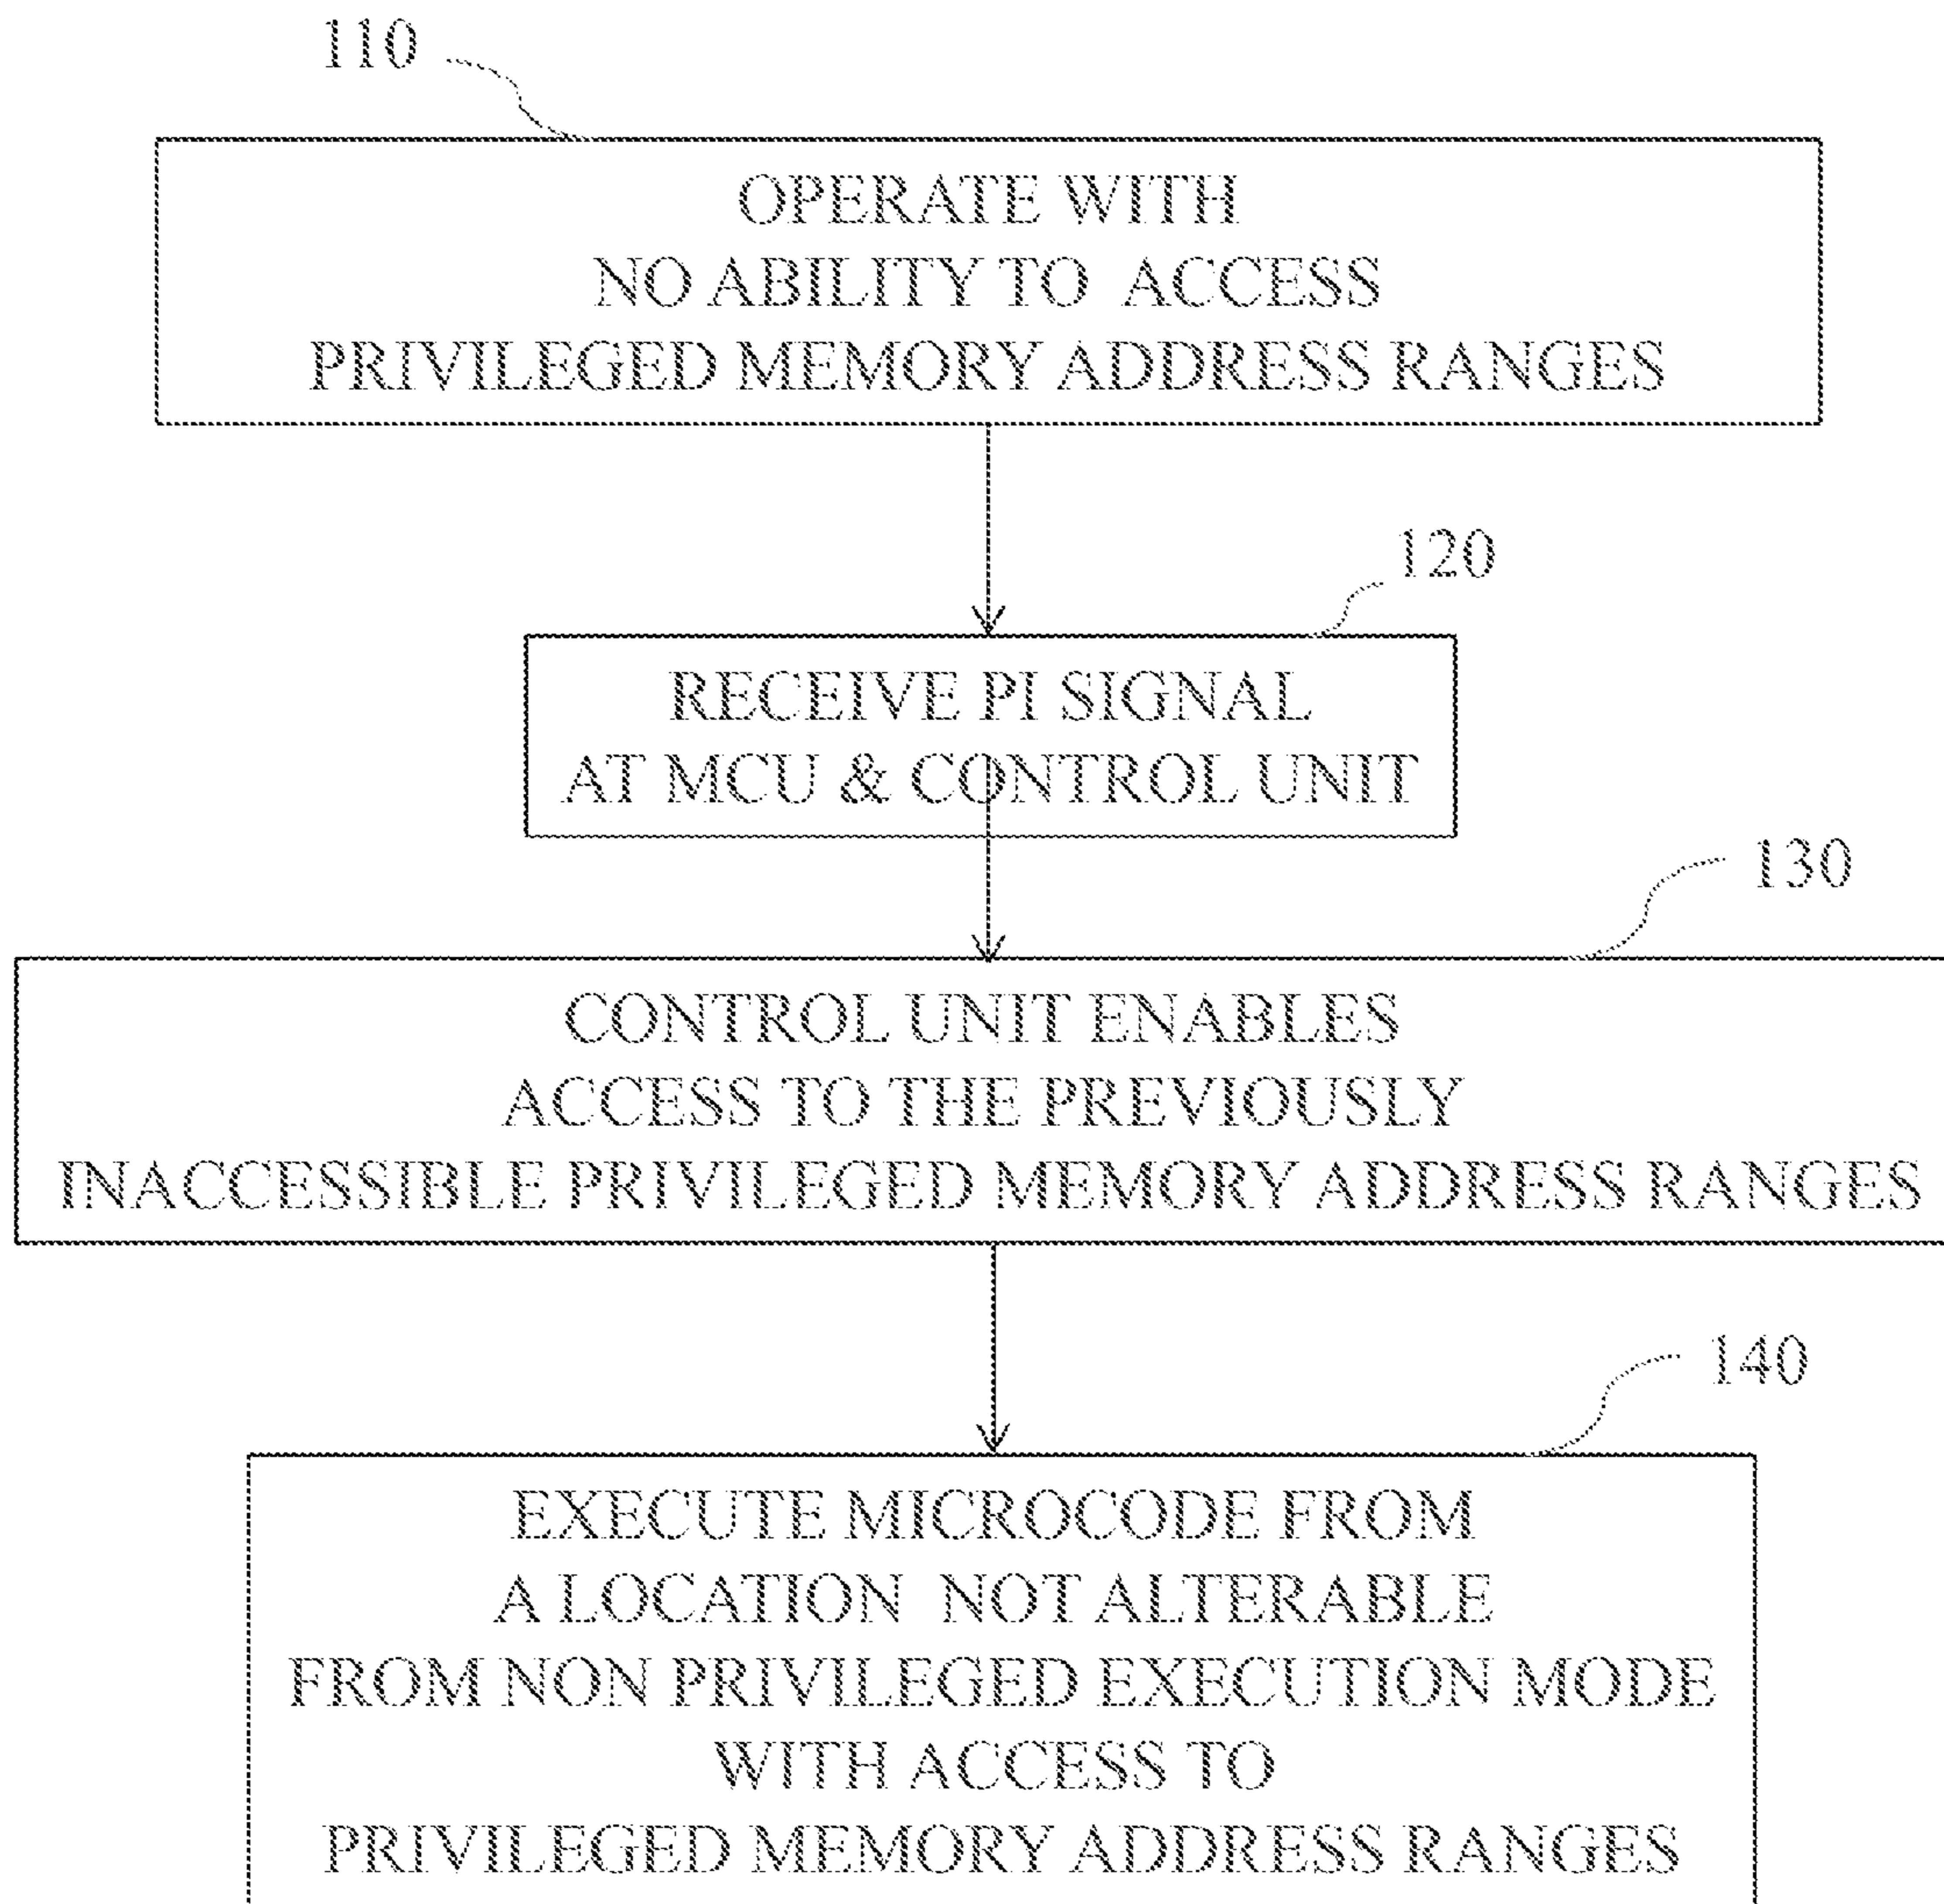 110
OPERATE WITH
NO ABILITY TO ACCESS
PRIVILEGED MEMORY ADDRESS RANGES
120
RECEIVE PI SIGNAL
AT MCU & CONTROL UNIT
130
CONTROL UNIT ENABLES
ACCESS TO THE PREVIOUSLY
INACCESSIBLE PRIVILEGED MEMORY ADDRESS RANGES
140
EXECUTE MICROCODE FROM
A LOCATION NOT ALTERABLE
FROM NON PRIVILEGED EXECUTION MODE
WITH ACCESS TO
PRIVILEGED MEMORY ADDRESS RANGES